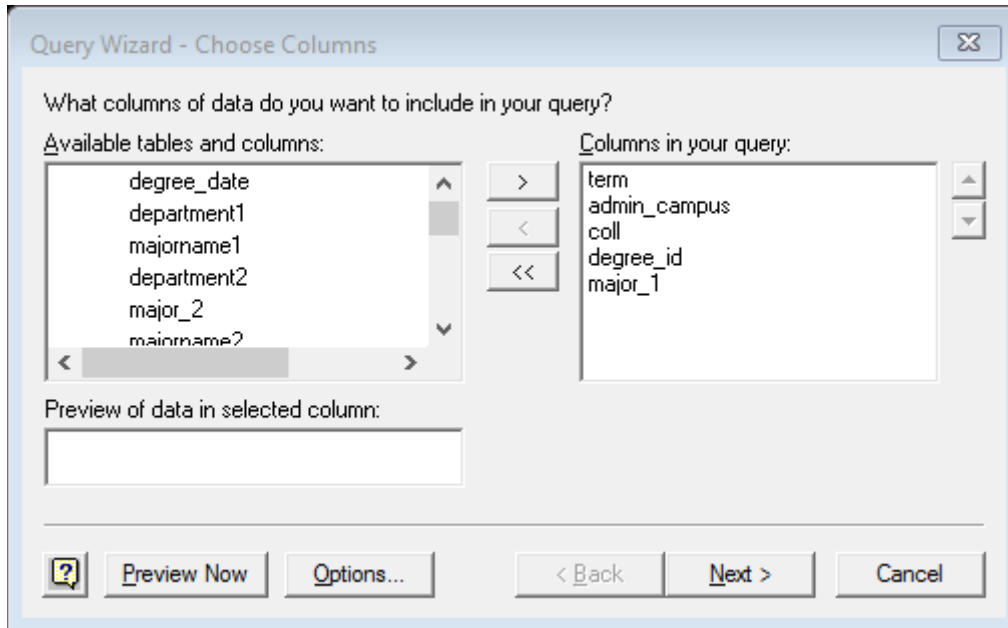 Query Wizard - Choose Columns
What columns of data do you want to include in your query?
Available tables and columns:
degree_date
department1
majorname1
department2
major_2
majorname2
>
<
<<
Columns in your query:
term
admin_campus
coll
degree_id
major_1
Preview of data in selected column:
?
Preview Now
Options...
< Back
Next >
Cancel